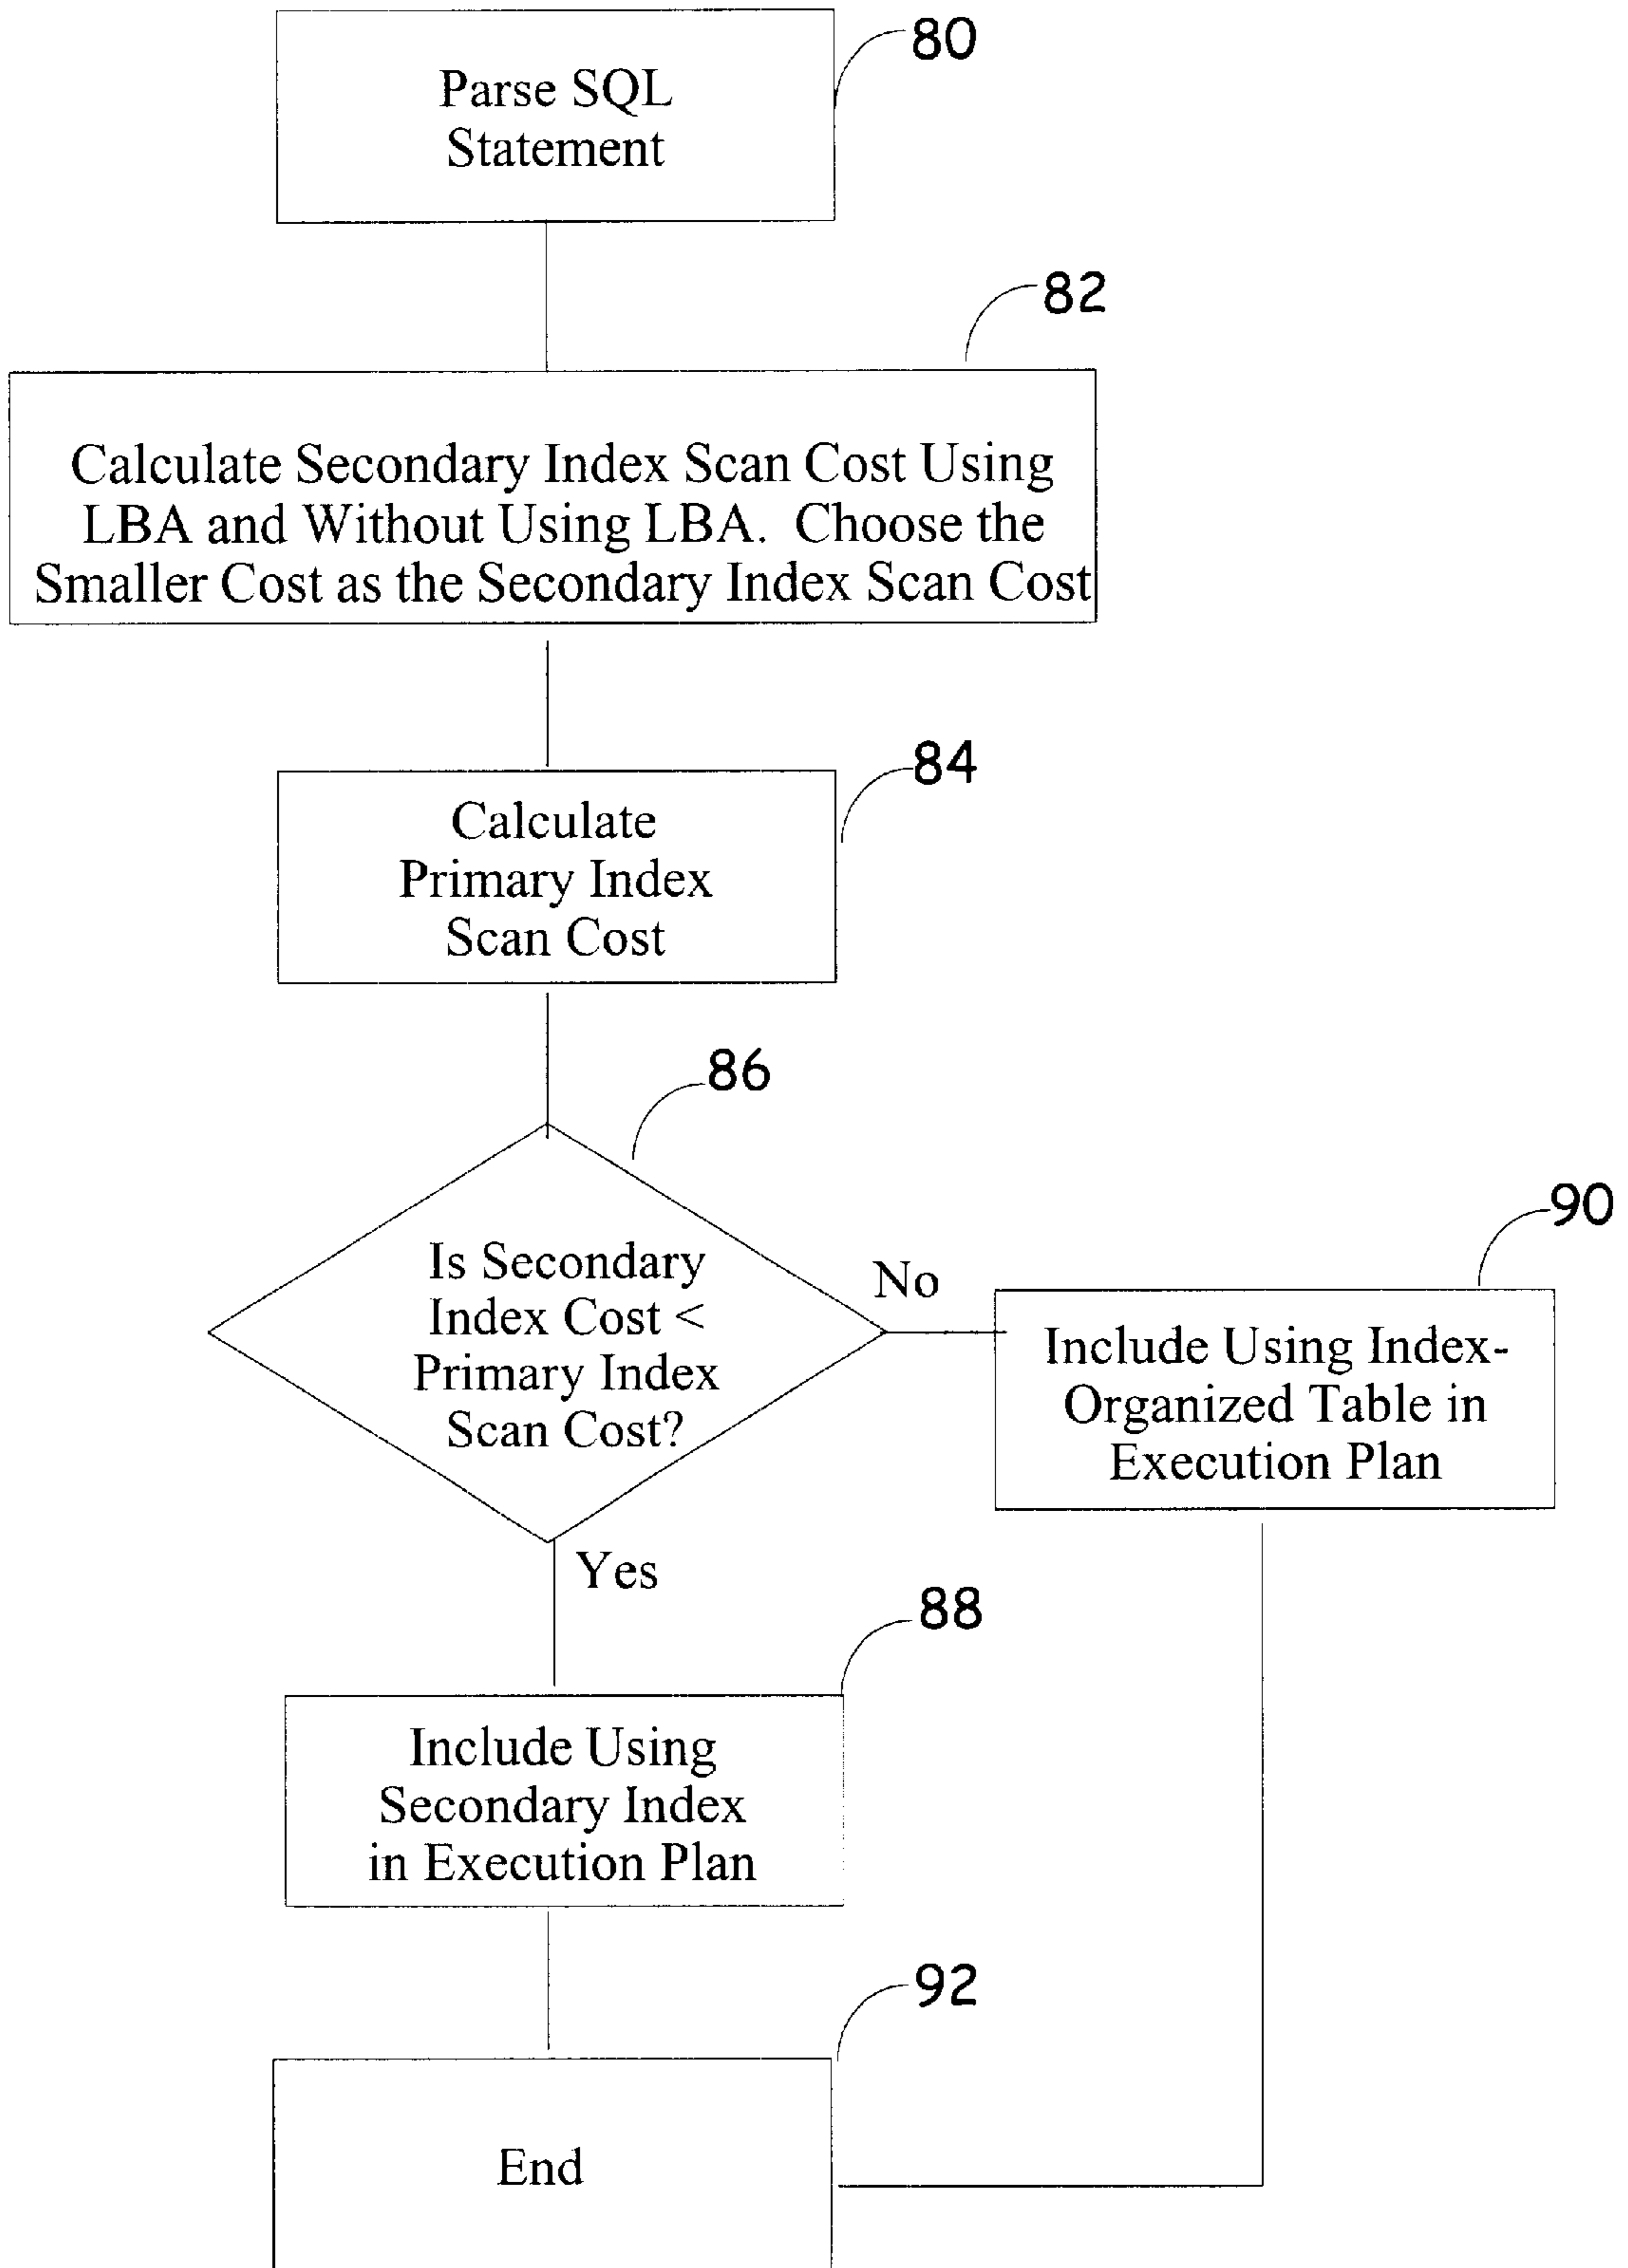 80
Parse SQL
Statement
82
Calculate Secondary Index Scan Cost Using
LBA and Without Using LBA.  Choose the
Smaller Cost as the Secondary Index Scan Cost
84
Calculate
Primary Index
Scan Cost
86
Is Secondary
Index Cost <
Primary Index
Scan Cost?
No
90
Include Using Index-
Organized Table in
Execution Plan
Yes
88
Include Using
Secondary Index
in Execution Plan
92
End